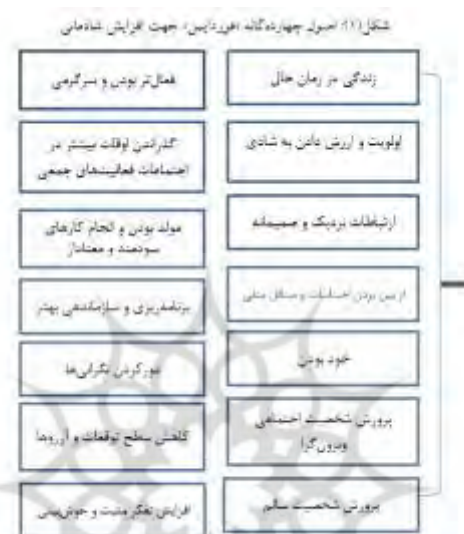 شکل(۱): اصول چهارده‌گانه «فوردایس» جهت افزایش شادمانی
زندگی در زمان حال
اولویت و ارزش دادن به شادی
ارتباطات نزدیک و صمیمانه
از بین بردن احساسات و مسائل منفی
خود بودن
پرورش شخصیت اجتماعی
وبرون‌گرا
پرورش شخصیت سالم
فعال‌تر بودن و سرگرمی
گذراندن اوقات بیشتر در
اجتماعات فعالیت‌های جمعی
مولد بودن و انجام کارهای
سودمند و معنادار
برنامه‌ریزی و سازماندهی بهتر
دورکردن نگرانی‌ها
کاهش سطح توقعات و آرزوها
افزایش تفکر مثبت و خوش‌بینی